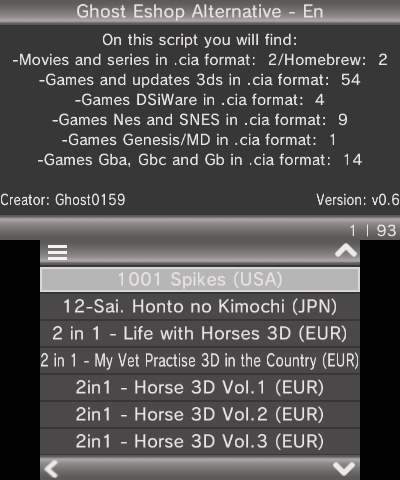 Ghost Eshop Alternative - En
On this script you will find:
-Movies and series in .cia format: 2/Homebrew: 2
-Games and updates 3ds in .cia format: 54
-Games DSiWare in .cia format: 4
-Games Nes and SNES in .cia format: 9
-Games Genesis/MD in .cia format: 1
-Games Gba, Gbc and Gb in .cia format: 14
Creator: Ghost0159 Version: v0.6
1 | 93
1001 Spikes (USA)
12-Sai. Honto no Kimochi (JPN)
2 in 1 - Life with Horses 3D (EUR)
2 in 1 - My Vet Practise 3D in the Country (EUR)
2in1 - Horse 3D Vol.1 (EUR)
2in1 - Horse 3D Vol.2 (EUR)
2in1 - Horse 3D Vol.3 (EUR)